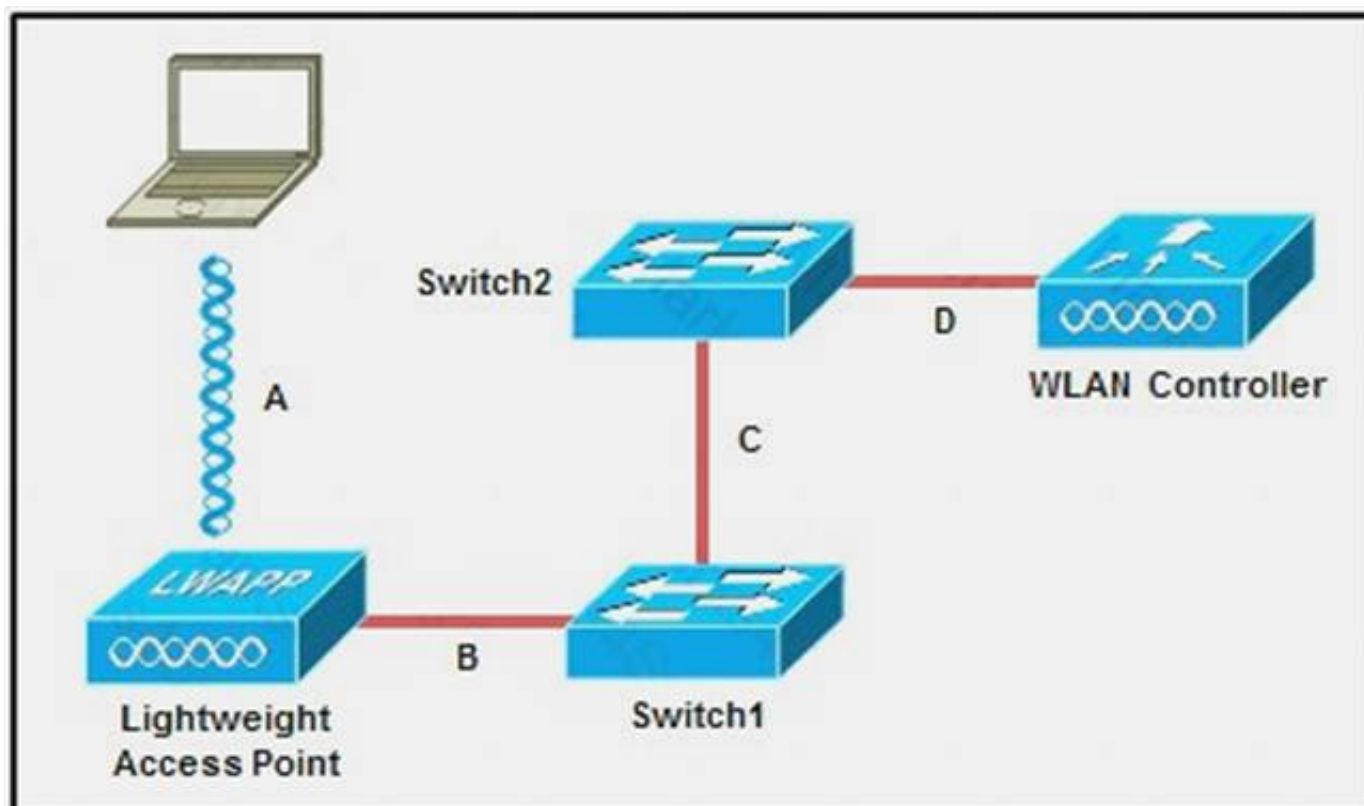 A
Switch2
D
WLAN Controller
C
LWAPP
B
Lightweight
Access Point
Switch1